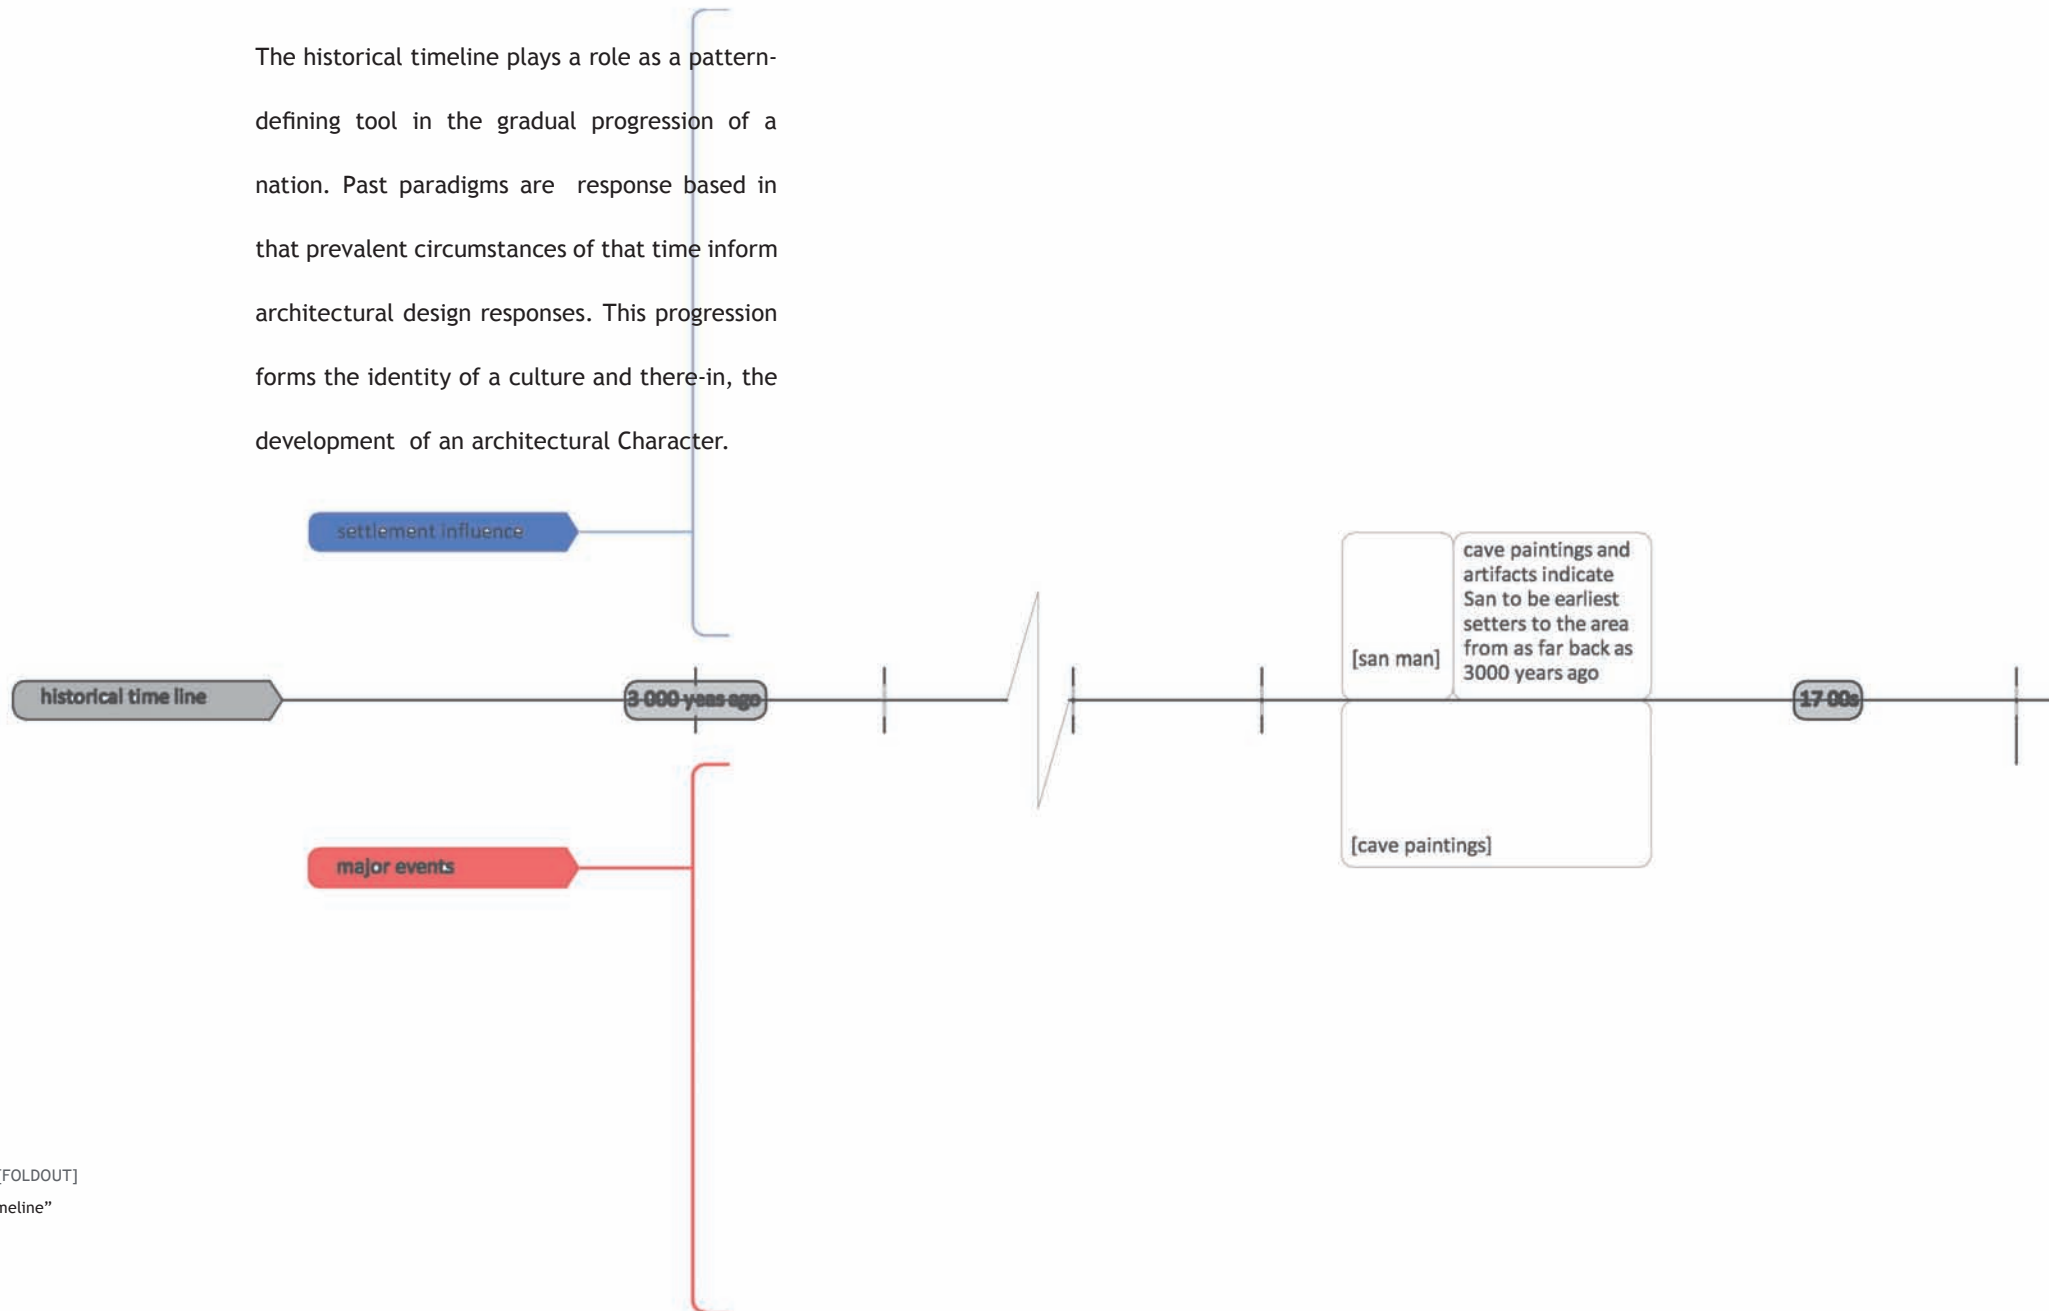 The historical timeline plays a role as a pattern-
defining tool in the gradual progression of a
nation. Past paradigms are response based in
that prevalent circumstances of that time inform
architectural design responses. This progression
forms the identity of a culture and there-in, the
development of an architectural Character.
settlement influence
cave paintings and
artifacts indicate
San to be earliest
setters to the area
from as far back as
3000 years ago
[san man]
historical time line
3 000 yeas ago
17 00s
[cave paintings]
major events
[FOLDOUT]
meline”